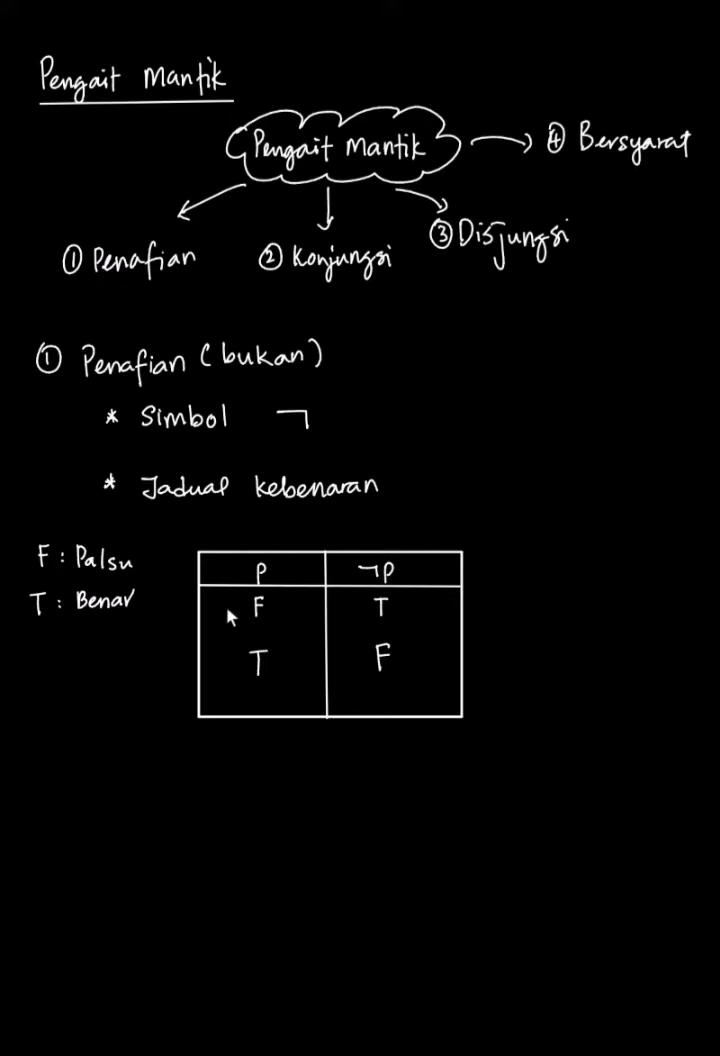 Pengait Mantik
Pengait Mantik
④ Bersyarat
① Penafian
② Konjungsi
③ Disjungsi
① Penafian (bukan)
* Simbol ¬
* Jadual kebenaran
F : Palsu
T : Benar
P ¬P
F T
T F